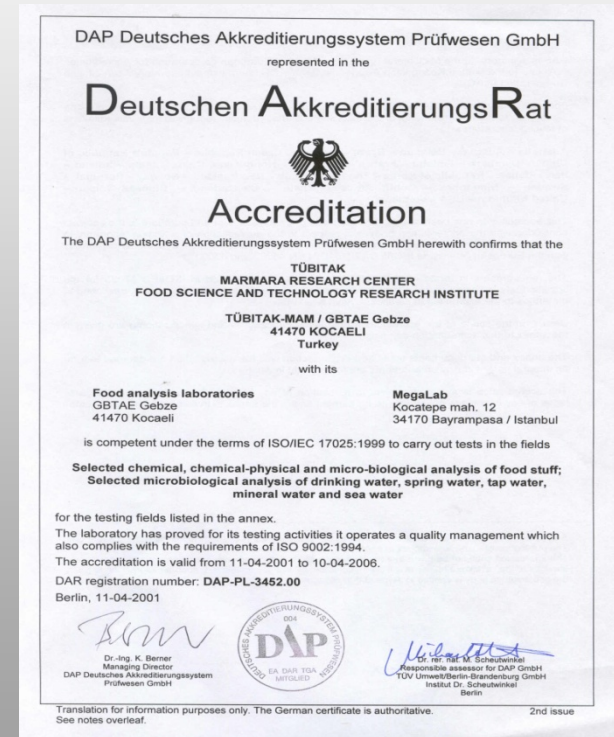 DAP Deutsches Akkreditierungssystem Prüfwesen GmbH
represented in the
Deutschen AkkreditierungsRat
Accreditation
The DAP Deutsches Akkreditierungssystem Prüfwesen GmbH herewith confirms that the
TÜBITAK
MARMARA RESEARCH CENTER
FOOD SCIENCE AND TECHNOLOGY RESEARCH INSTITUTE
TÜBITAK-MAM / GBTAE Gebze
41470 KOCAELI
Turkey
with its
Food analysis laboratories
GBTAE Gebze
41470 Kocaeli
MegaLab
Kocatepe mah. 12
34170 Bayrampasa / Istanbul
is competent under the terms of ISO/IEC 17025:1999 to carry out tests in the fields
Selected chemical, chemical-physical and micro-biological analysis of food stuff;
Selected microbiological analysis of drinking water, spring water, tap water,
mineral water and sea water
for the testing fields listed in the annex.
The laboratory has proved for its testing activities it operates a quality management which
also complies with the requirements of ISO 9002:1994.
The accreditation is valid from 11-04-2001 to 10-04-2006.
DAR registration number: DAP-PL-3452.00
Berlin, 11-04-2001
Dr.-Ing. K. Berner
Managing Director
DAP Deutsches Akkreditierungssystem
Prüfwesen GmbH
DEUTSCHES AKKREDITIERUNGSSYSTEM PRÜFWESEN
004
DAP
EA DAR TGA
MITGLIED
Dr. rer. nat. M. Scheutwinkel
Responsible assessor for DAP GmbH
TÜV Umwelt/Berlin-Brandenburg GmbH
Institut Dr. Scheutwinkel
Berlin
Translation for information purposes only. The German certificate is authoritative.
See notes overleaf.
2nd issue